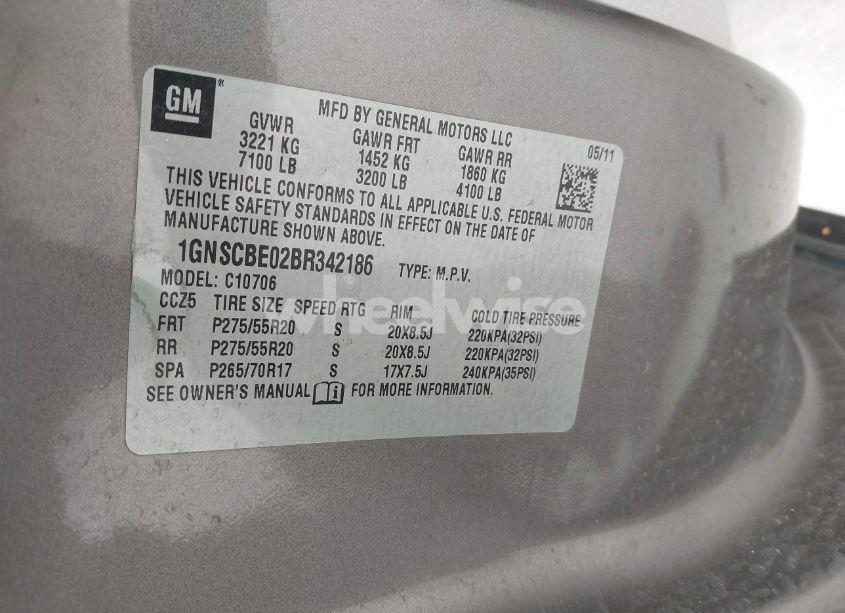 GM
MFD BY GENERAL MOTORS LLC
GVWR GAWR FRT GAWR RR 05/11
3221 KG 1452 KG 1860 KG
7100 LB 3200 LB 4100 LB
THIS VEHICLE CONFORMS TO ALL APPLICABLE U.S. FEDERAL MOTOR
VEHICLE SAFETY STANDARDS IN EFFECT ON THE DATE OF
MANUFACTURE SHOWN ABOVE.
1GNSCBE02BR342186 TYPE: M.P.V.
MODEL: C10706
CCZ5 TIRE SIZE SPEED RTG RIM COLD TIRE PRESSURE
FRT P275/55R20 S 20X8.5J 220KPA(32PSI)
RR P275/55R20 S 20X8.5J 220KPA(32PSI)
SPA P265/70R17 S 17X7.5J 240KPA(35PSI)
SEE OWNER'S MANUAL FOR MORE INFORMATION.
wheelwise